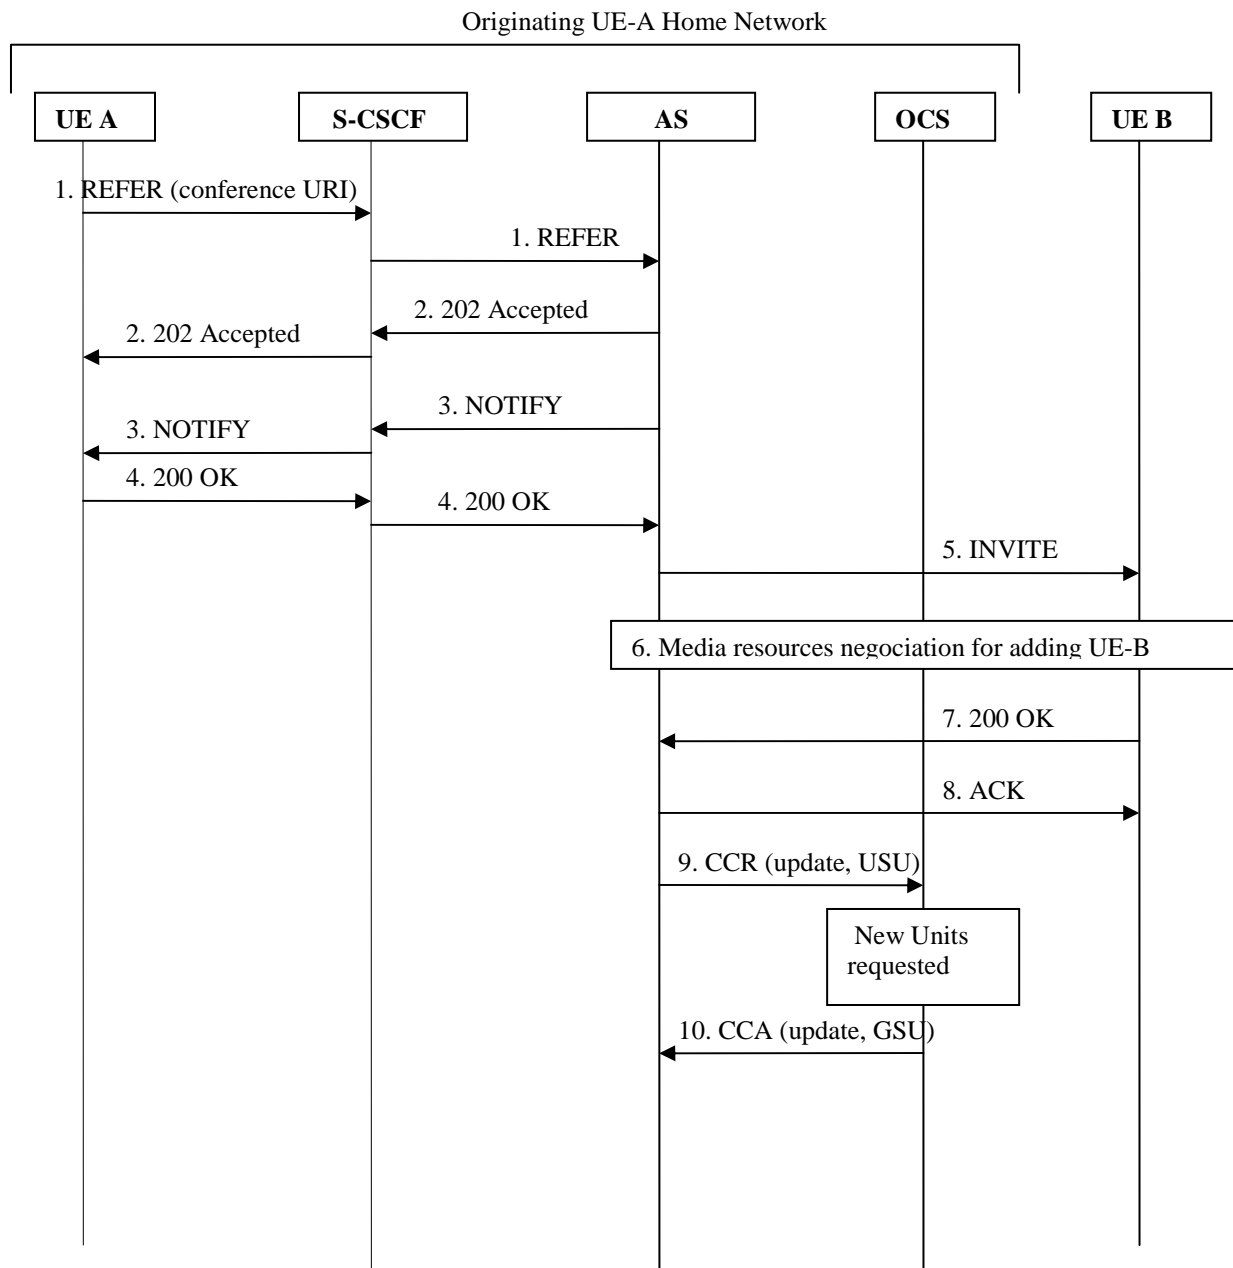 Originating UE-A Home Network
UE A
S-CSCF
AS
OCS
UE B
1. REFER (conference URI)
1. REFER
2. 202 Accepted
2. 202 Accepted
3. NOTIFY
3. NOTIFY
4. 200 OK
4. 200 OK
5. INVITE
6. Media resources negociation for adding UE-B
7. 200 OK
8. ACK
9. CCR (update, USU)
New Units
requested
10. CCA (update, GSU)